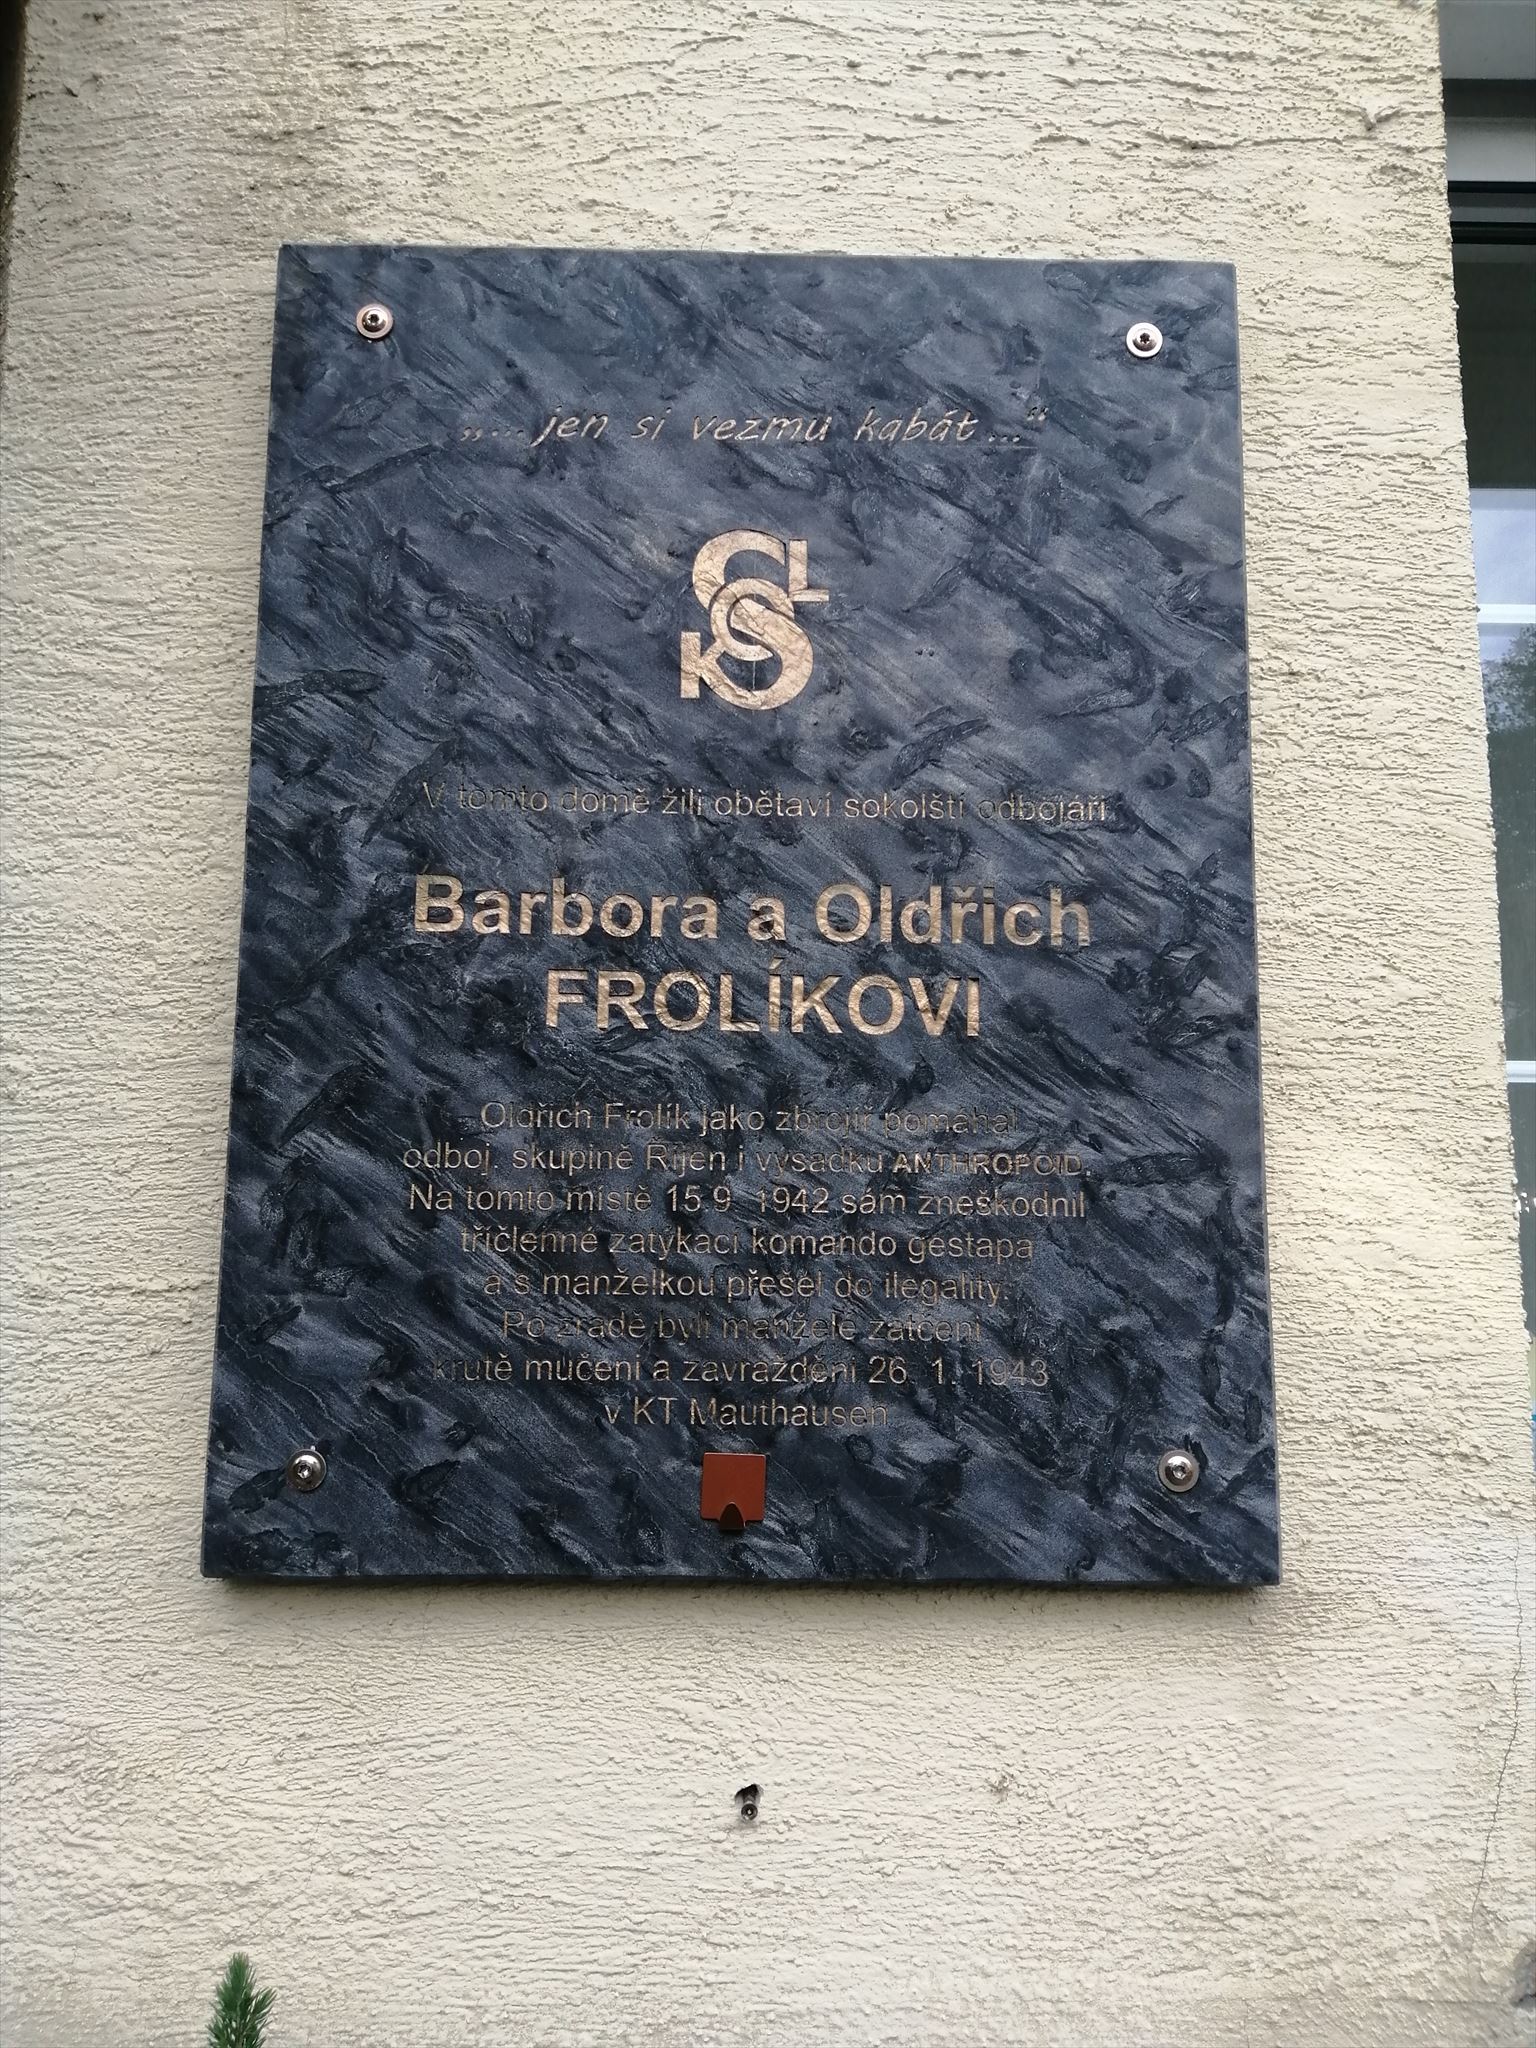 „... jen si vezmu kabát ..."
SOKOL
V tomto domě žili obětaví sokolští odbojáři
Barbora a Oldřich
FROLÍKOVI
Oldřich Frolík jako zbrojíř pomáhal
odboj. skupině Říjen i výsadku ANTHROPOID.
Na tomto místě 15.9. 1942 sám zneškodnil
tříčlenné zatýkací komando gestapa
a s manželkou přešel do ilegality.
Po zradě byli manželé zatčeni
krutě mučeni a zavražděni 26. 1. 1943
v KT Mauthausen